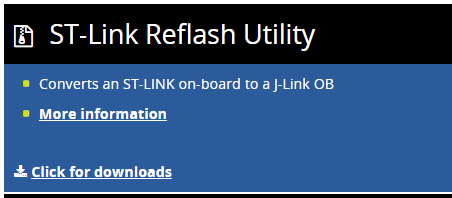 ST-Link Reflash Utility
Converts an ST-LINK on-board to a J-Link OB
More information
Click for downloads